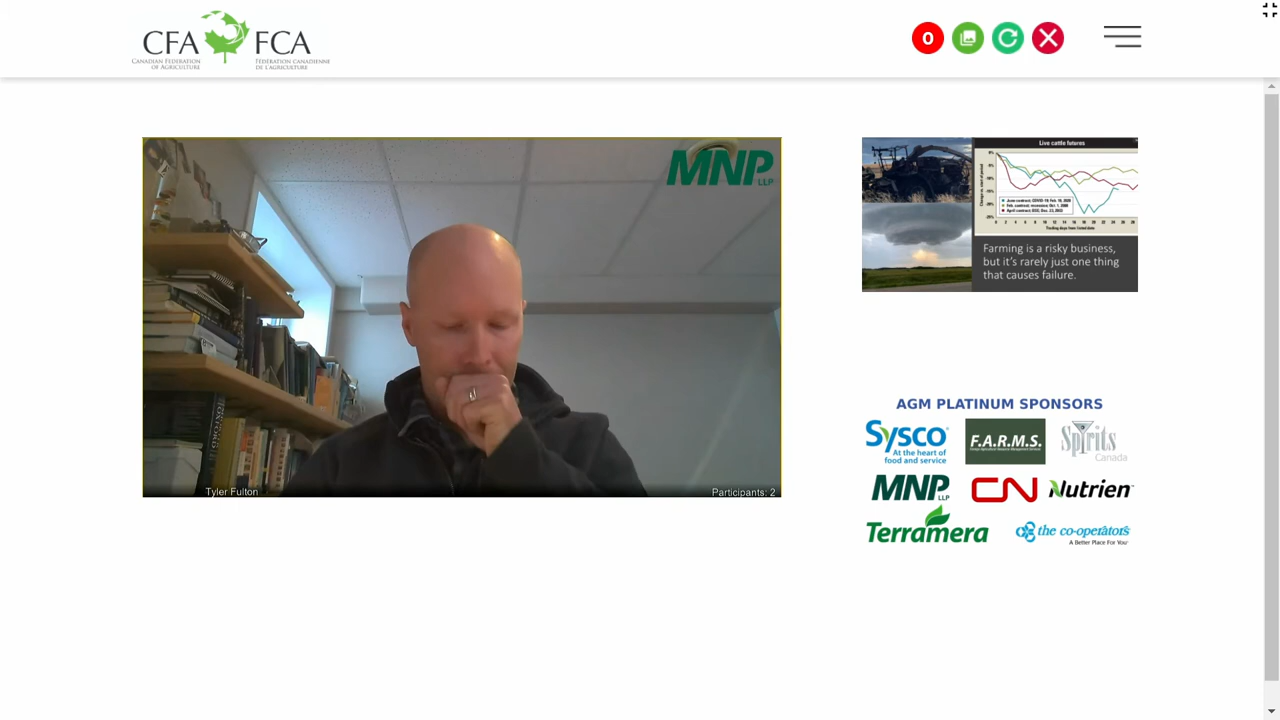 CFA FCA
CANADIAN FEDERATION
OF AGRICULTURE
FÉDÉRATION CANADIENNE
DE L'AGRICULTURE
0
MNP
LLP
OXFORD
Tyler Fulton
Participants: 2
Live cattle futures
Farming is a risky business,
but it's rarely just one thing
that causes failure.
AGM PLATINUM SPONSORS
Sysco
At the heart of
food and service
F.A.R.M.S.
Spirits
Canada
MNP
LLP
CN
Nutrien
Terramera
the co-operators
A Better Place For You